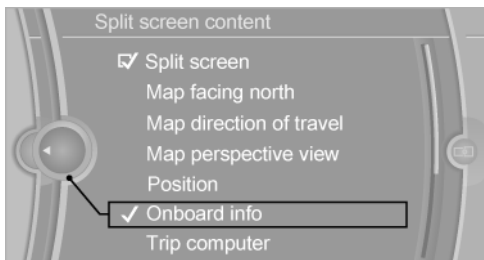 Split screen content
Split screen
Map facing north
Map direction of travel
Map perspective view
Position
Onboard info
Trip computer